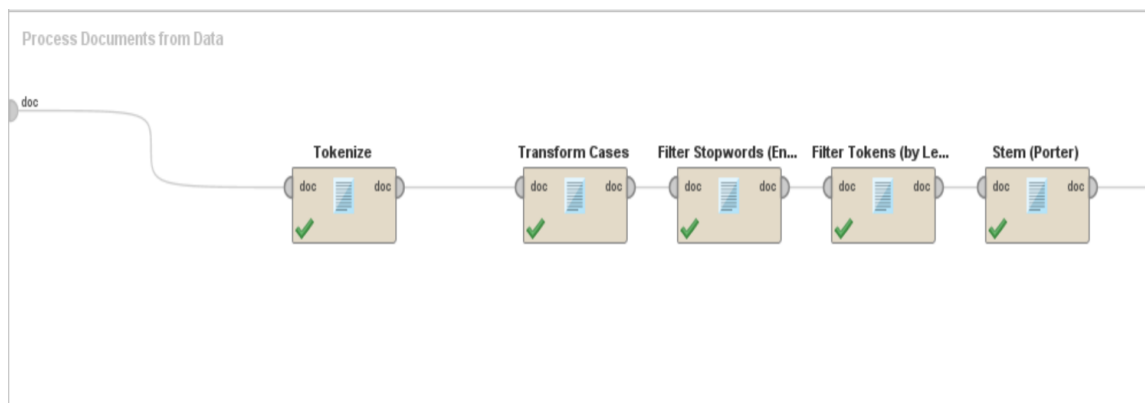 Process Documents from Data
doc
Tokenize
Transform Cases
Filter Stopwords (En...
Filter Tokens (by Le...
Stem (Porter)
doc doc
doc doc
doc doc
doc doc
doc doc